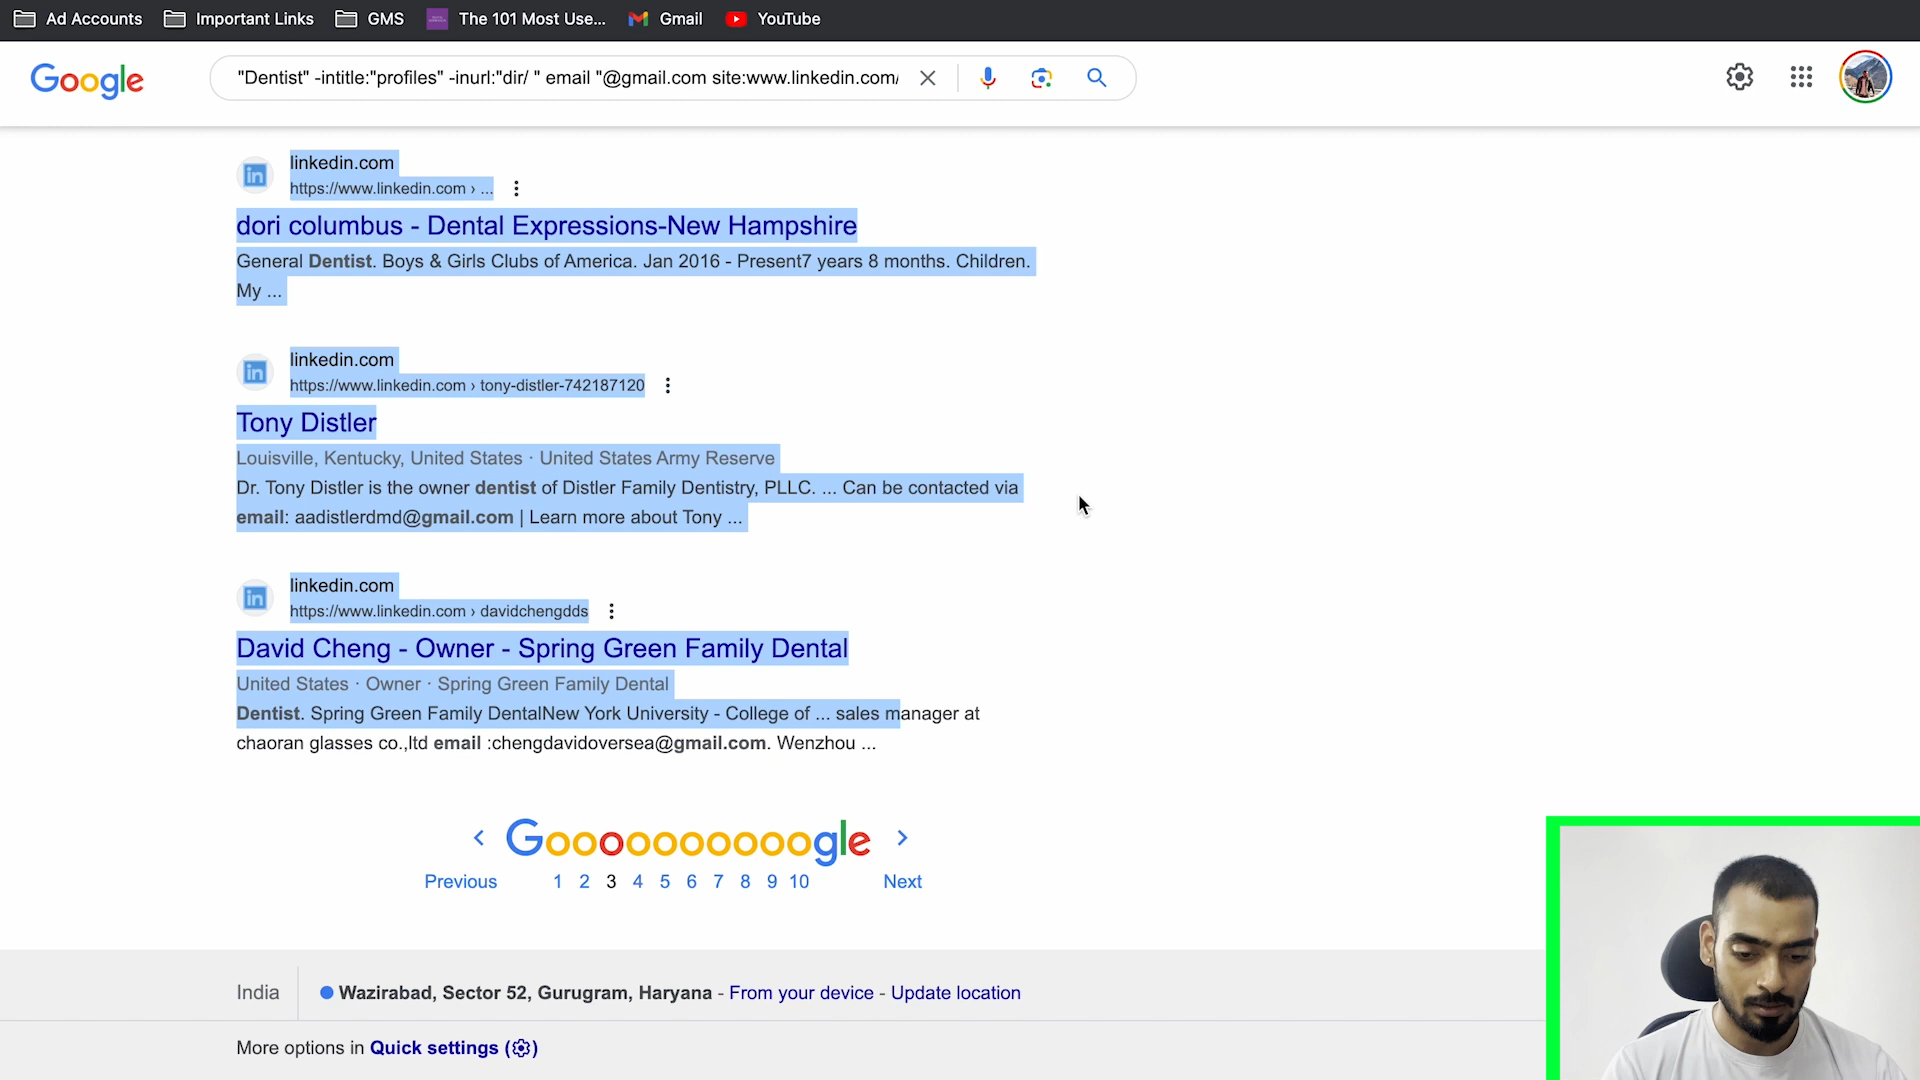 Ad Accounts Important Links GMS The 101 Most Use... Gmail YouTube
Google "Dentist" -intitle:"profiles" -inurl:"dir/ " email "@gmail.com site:www.linkedin.com/
linkedin.com
https://www.linkedin.com › ...
dori columbus - Dental Expressions-New Hampshire
General Dentist. Boys & Girls Clubs of America. Jan 2016 - Present7 years 8 months. Children.
My ...
linkedin.com
https://www.linkedin.com › tony-distler-742187120
Tony Distler
Louisville, Kentucky, United States · United States Army Reserve
Dr. Tony Distler is the owner dentist of Distler Family Dentistry, PLLC. ... Can be contacted via
email: aadistlerdmd@gmail.com | Learn more about Tony ...
linkedin.com
https://www.linkedin.com › davidchengdds
David Cheng - Owner - Spring Green Family Dental
United States · Owner · Spring Green Family Dental
Dentist. Spring Green Family DentalNew York University - College of ... sales manager at
chaoran glasses co.,ltd email :chengdavidoversea@gmail.com. Wenzhou ...
Goooooooooogle
Previous 1 2 3 4 5 6 7 8 9 10 Next
India Wazirabad, Sector 52, Gurugram, Haryana - From your device - Update location
More options in Quick settings ( )